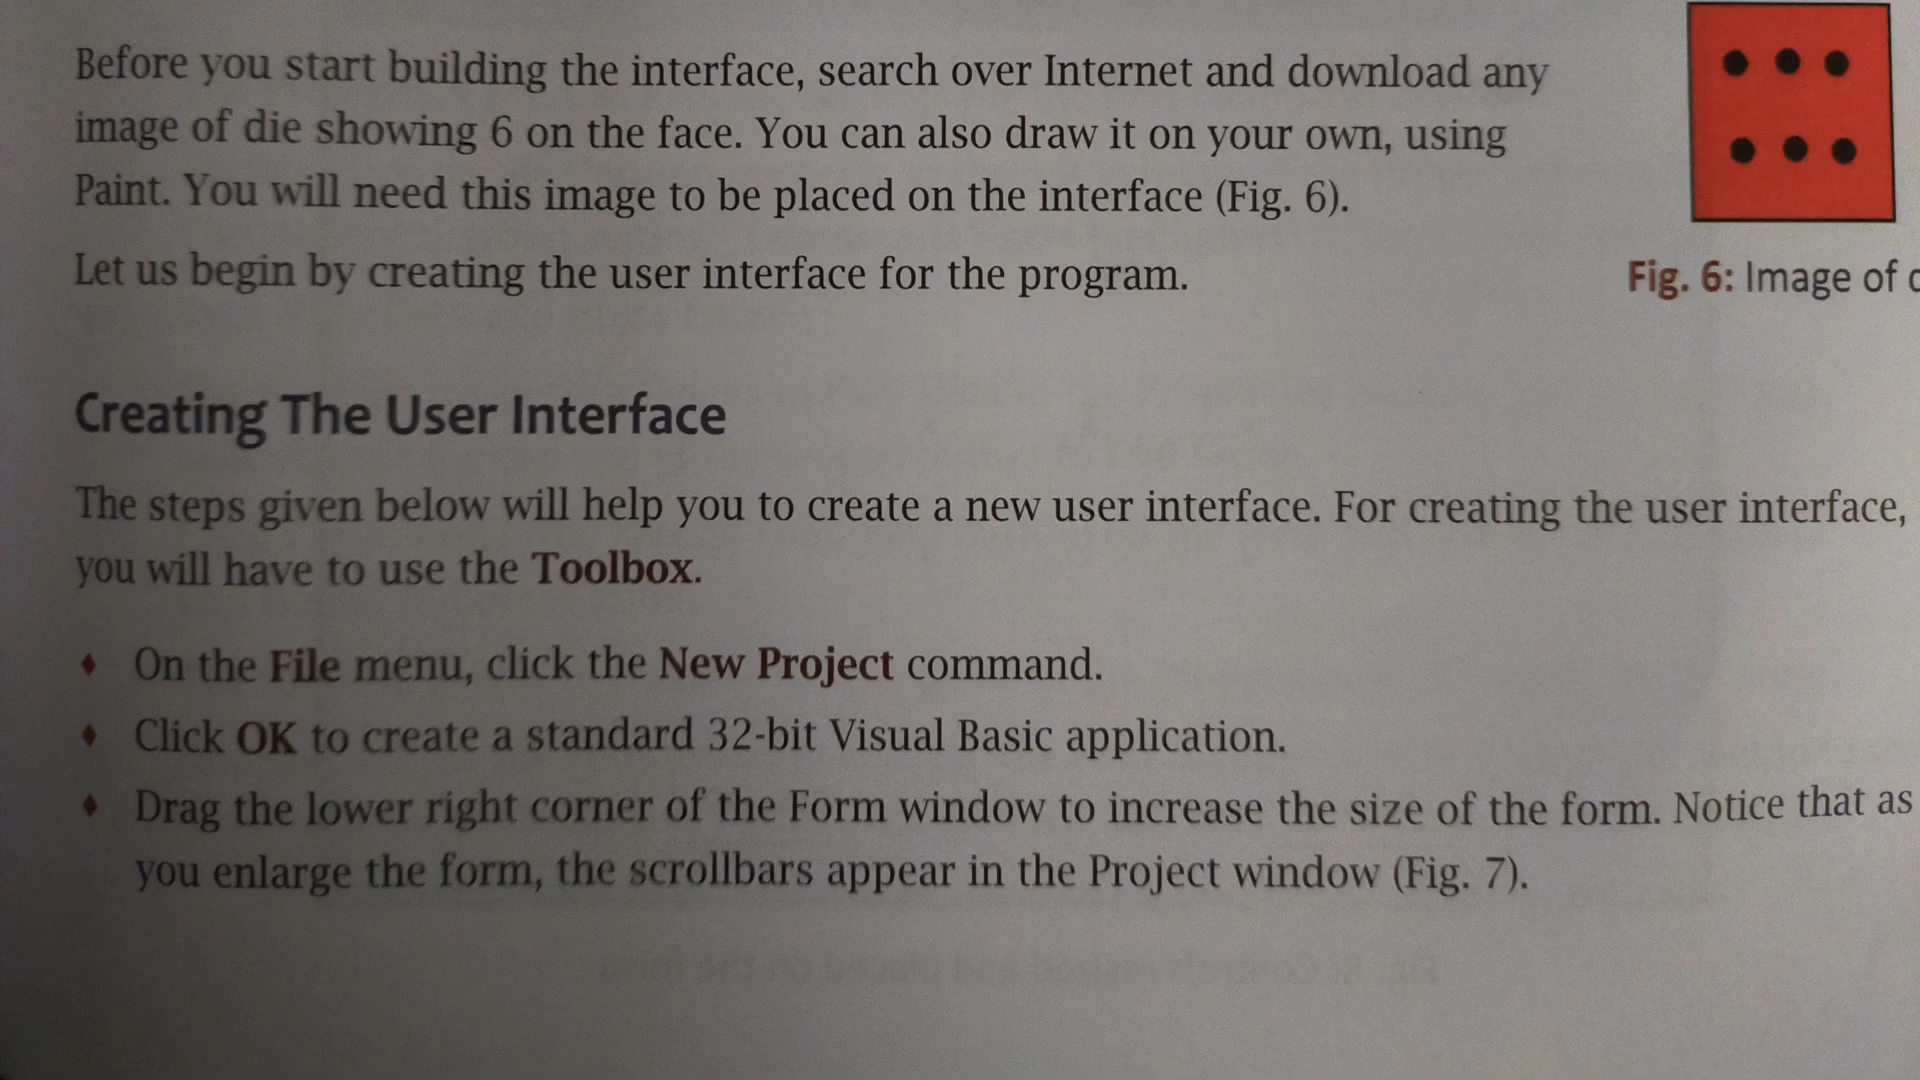 Before you start building the interface, search over Internet and download any
image of die showing 6 on the face. You can also draw it on your own, using
Paint. You will need this image to be placed on the interface (Fig. 6).
Let us begin by creating the user interface for the program.
Fig. 6: Image of
Creating The User Interface
The steps given below will help you to create a new user interface. For creating the user interface,
you will have to use the Toolbox.
♦ On the File menu, click the New Project command.
♦ Click OK to create a standard 32-bit Visual Basic application.
♦ Drag the lower right corner of the Form window to increase the size of the form. Notice that as
you enlarge the form, the scrollbars appear in the Project window (Fig. 7).